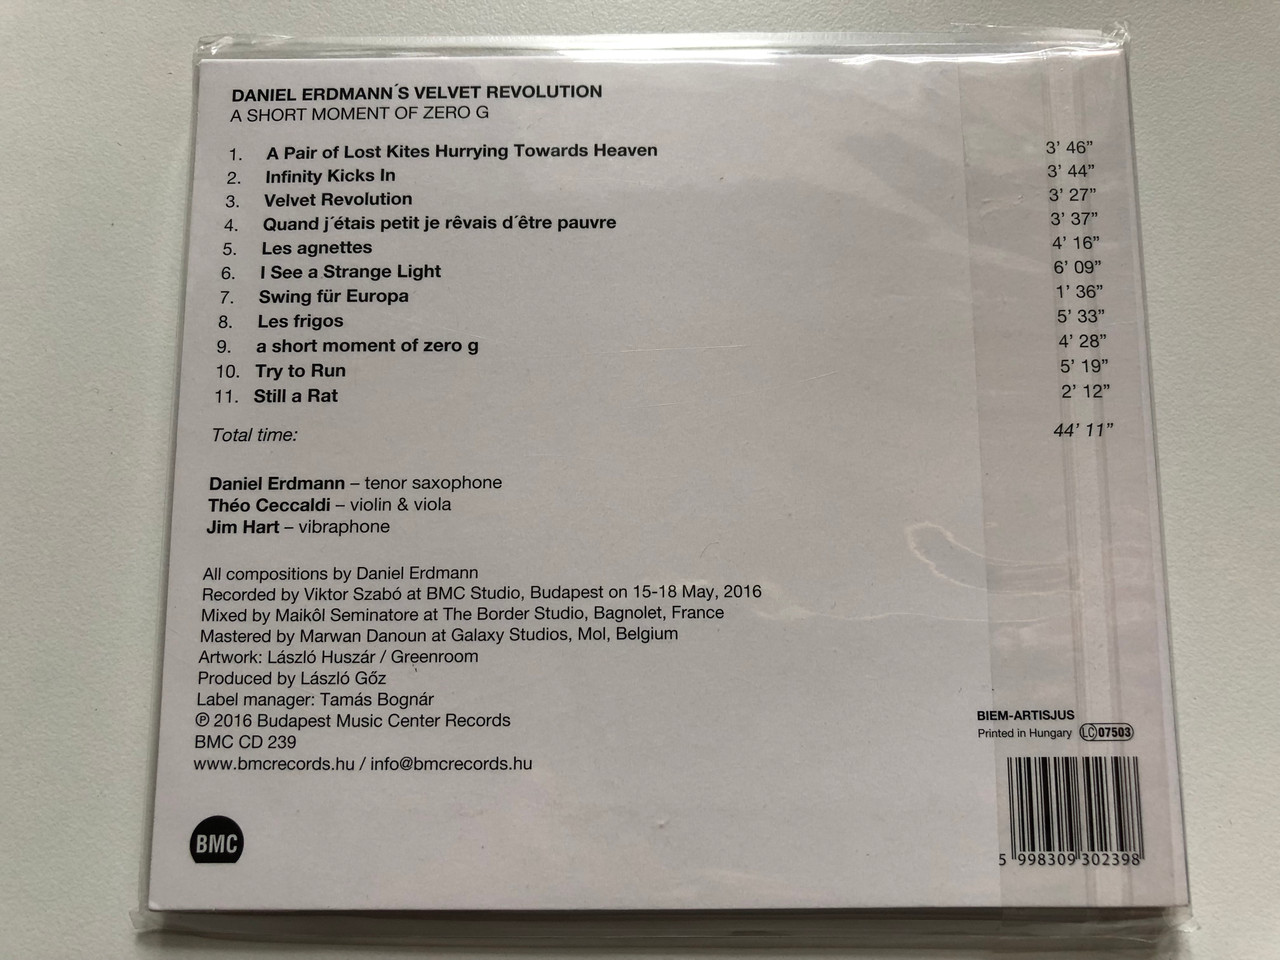 DANIEL ERDMANN´S VELVET REVOLUTION
A SHORT MOMENT OF ZERO G
1. A Pair of Lost Kites Hurrying Towards Heaven 3’ 46”
2. Infinity Kicks In 3’ 44”
3. Velvet Revolution 3’ 27”
4. Quand j´étais petit je rêvais d´être pauvre 3’ 37”
5. Les agnettes 4’ 16”
6. I See a Strange Light 6’ 09”
7. Swing für Europa 1’ 36”
8. Les frigos 5’ 33”
9. a short moment of zero g 4’ 28”
10. Try to Run 5’ 19”
11. Still a Rat 2’ 12”
Total time: 44’ 11”
Daniel Erdmann – tenor saxophone
Théo Ceccaldi – violin & viola
Jim Hart – vibraphone
All compositions by Daniel Erdmann
Recorded by Viktor Szabó at BMC Studio, Budapest on 15-18 May, 2016
Mixed by Maikôl Seminatore at The Border Studio, Bagnolet, France
Mastered by Marwan Danoun at Galaxy Studios, Mol, Belgium
Artwork: László Huszár / Greenroom
Produced by László Gőz
Label manager: Tamás Bognár
℗ 2016 Budapest Music Center Records
BMC CD 239
www.bmcrecords.hu / info@bmcrecords.hu
BMC
BIEM-ARTISJUS
Printed in Hungary LC 07503
5 998309 302398